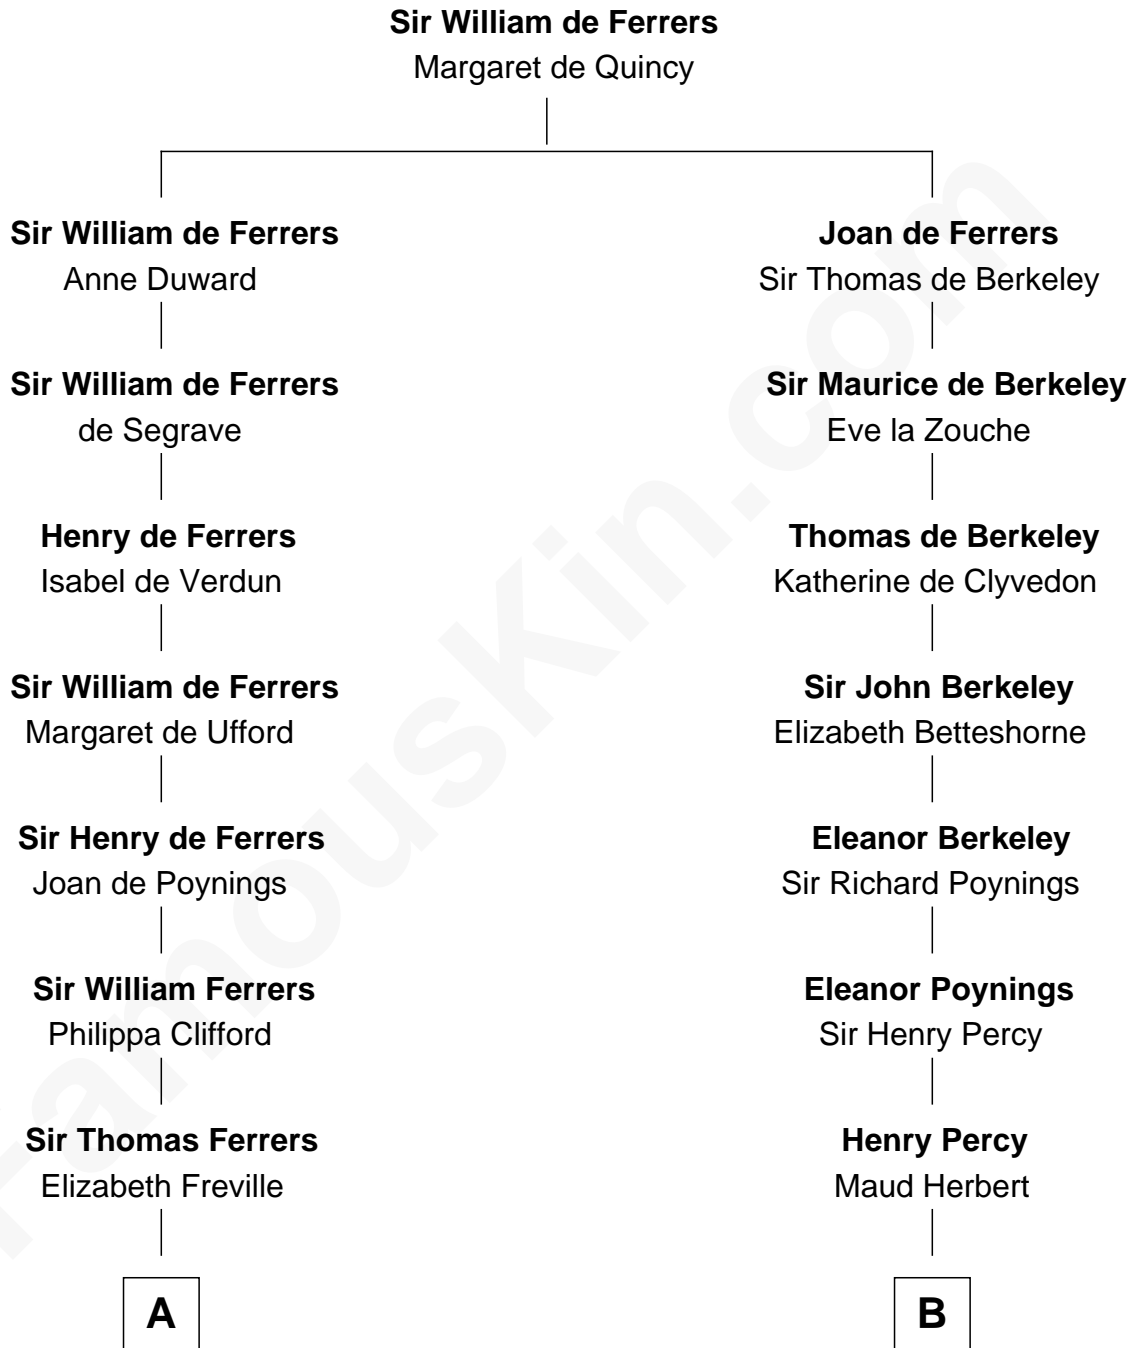 Sir William de Ferrers
Margaret de Quincy
Sir William de Ferrers
Anne Duward
Sir William de Ferrers
de Segrave
Henry de Ferrers
Isabel de Verdun
Sir William de Ferrers
Margaret de Ufford
Sir Henry de Ferrers
Joan de Poynings
Sir William Ferrers
Philippa Clifford
Sir Thomas Ferrers
Elizabeth Freville
A
Joan de Ferrers
Sir Thomas de Berkeley
Sir Maurice de Berkeley
Eve la Zouche
Thomas de Berkeley
Katherine de Clyvedon
Sir John Berkeley
Elizabeth Betteshorne
Eleanor Berkeley
Sir Richard Poynings
Eleanor Poynings
Sir Henry Percy
Henry Percy
Maud Herbert
B
FamousKin.com